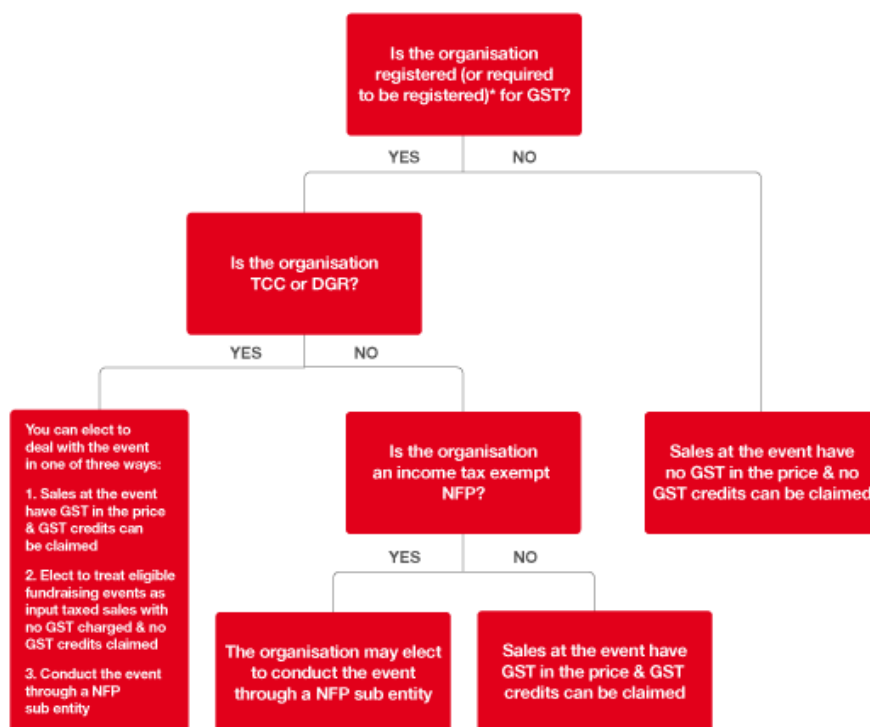 Is the organisation
registered (or required
to be registered)* for GST?
YES
NO
Is the organisation
TCC or DGR?
YES
NO
You can elect to
deal with the event
in one of three ways:
1. Sales at the event
have GST in the price
& GST credits can
be claimed
2. Elect to treat eligible
fundraising events as
input taxed sales with
no GST charged & no
GST credits claimed
3. Conduct the event
through a NFP
sub entity
Is the organisation
an income tax exempt
NFP?
Sales at the event have
no GST in the price & no
GST credits can be claimed
YES
NO
The organisation may elect
to conduct the event
through a NFP sub entity
Sales at the event have
GST in the price & GST
credits can be claimed